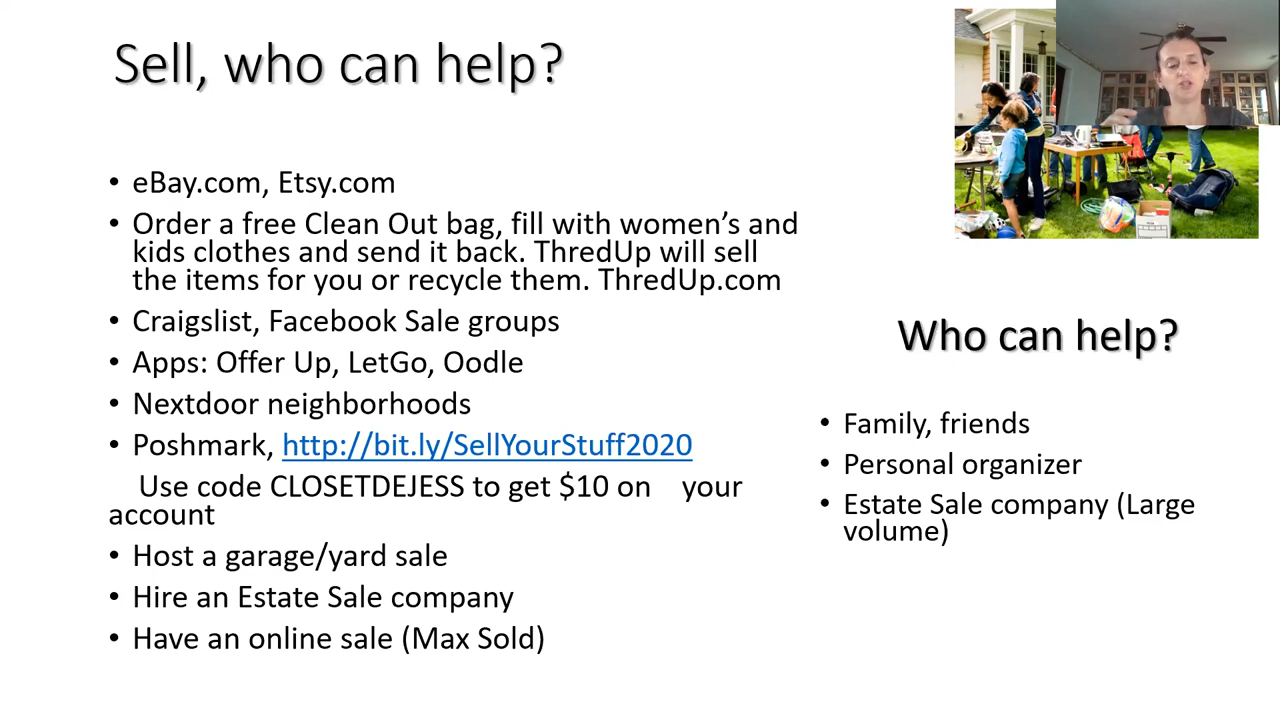 Sell, who can help?
• eBay.com, Etsy.com
• Order a free Clean Out bag, fill with women’s and
kids clothes and send it back. ThredUp will sell
the items for you or recycle them. ThredUp.com
• Craigslist, Facebook Sale groups
• Apps: Offer Up, LetGo, Oodle
• Nextdoor neighborhoods
• Poshmark, http://bit.ly/SellYourStuff2020
Use code CLOSETDEJESS to get $10 on your
account
• Host a garage/yard sale
• Hire an Estate Sale company
• Have an online sale (Max Sold)
Who can help?
• Family, friends
• Personal organizer
• Estate Sale company (Large
volume)